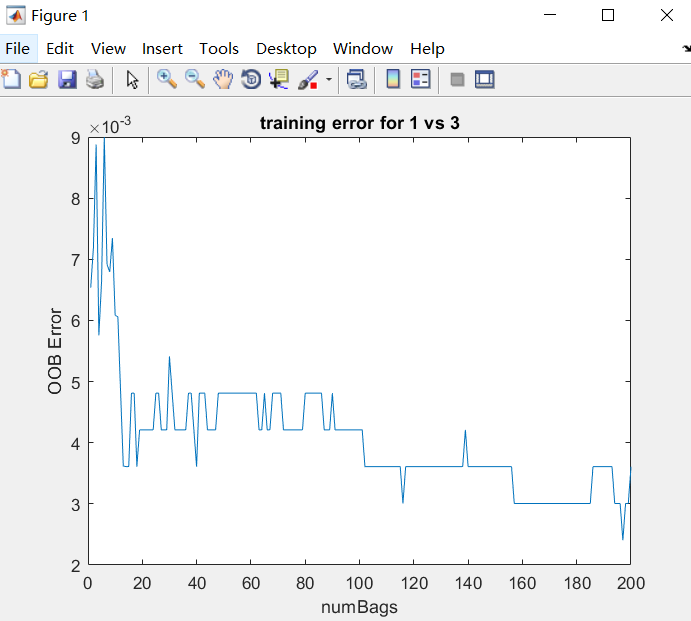 Figure 1
File Edit View Insert Tools Desktop Window Help
×10-3
training error for 1 vs 3
9
8
7
6
5
4
3
2
OOB Error
0 20 40 60 80 100 120 140 160 180 200
numBags